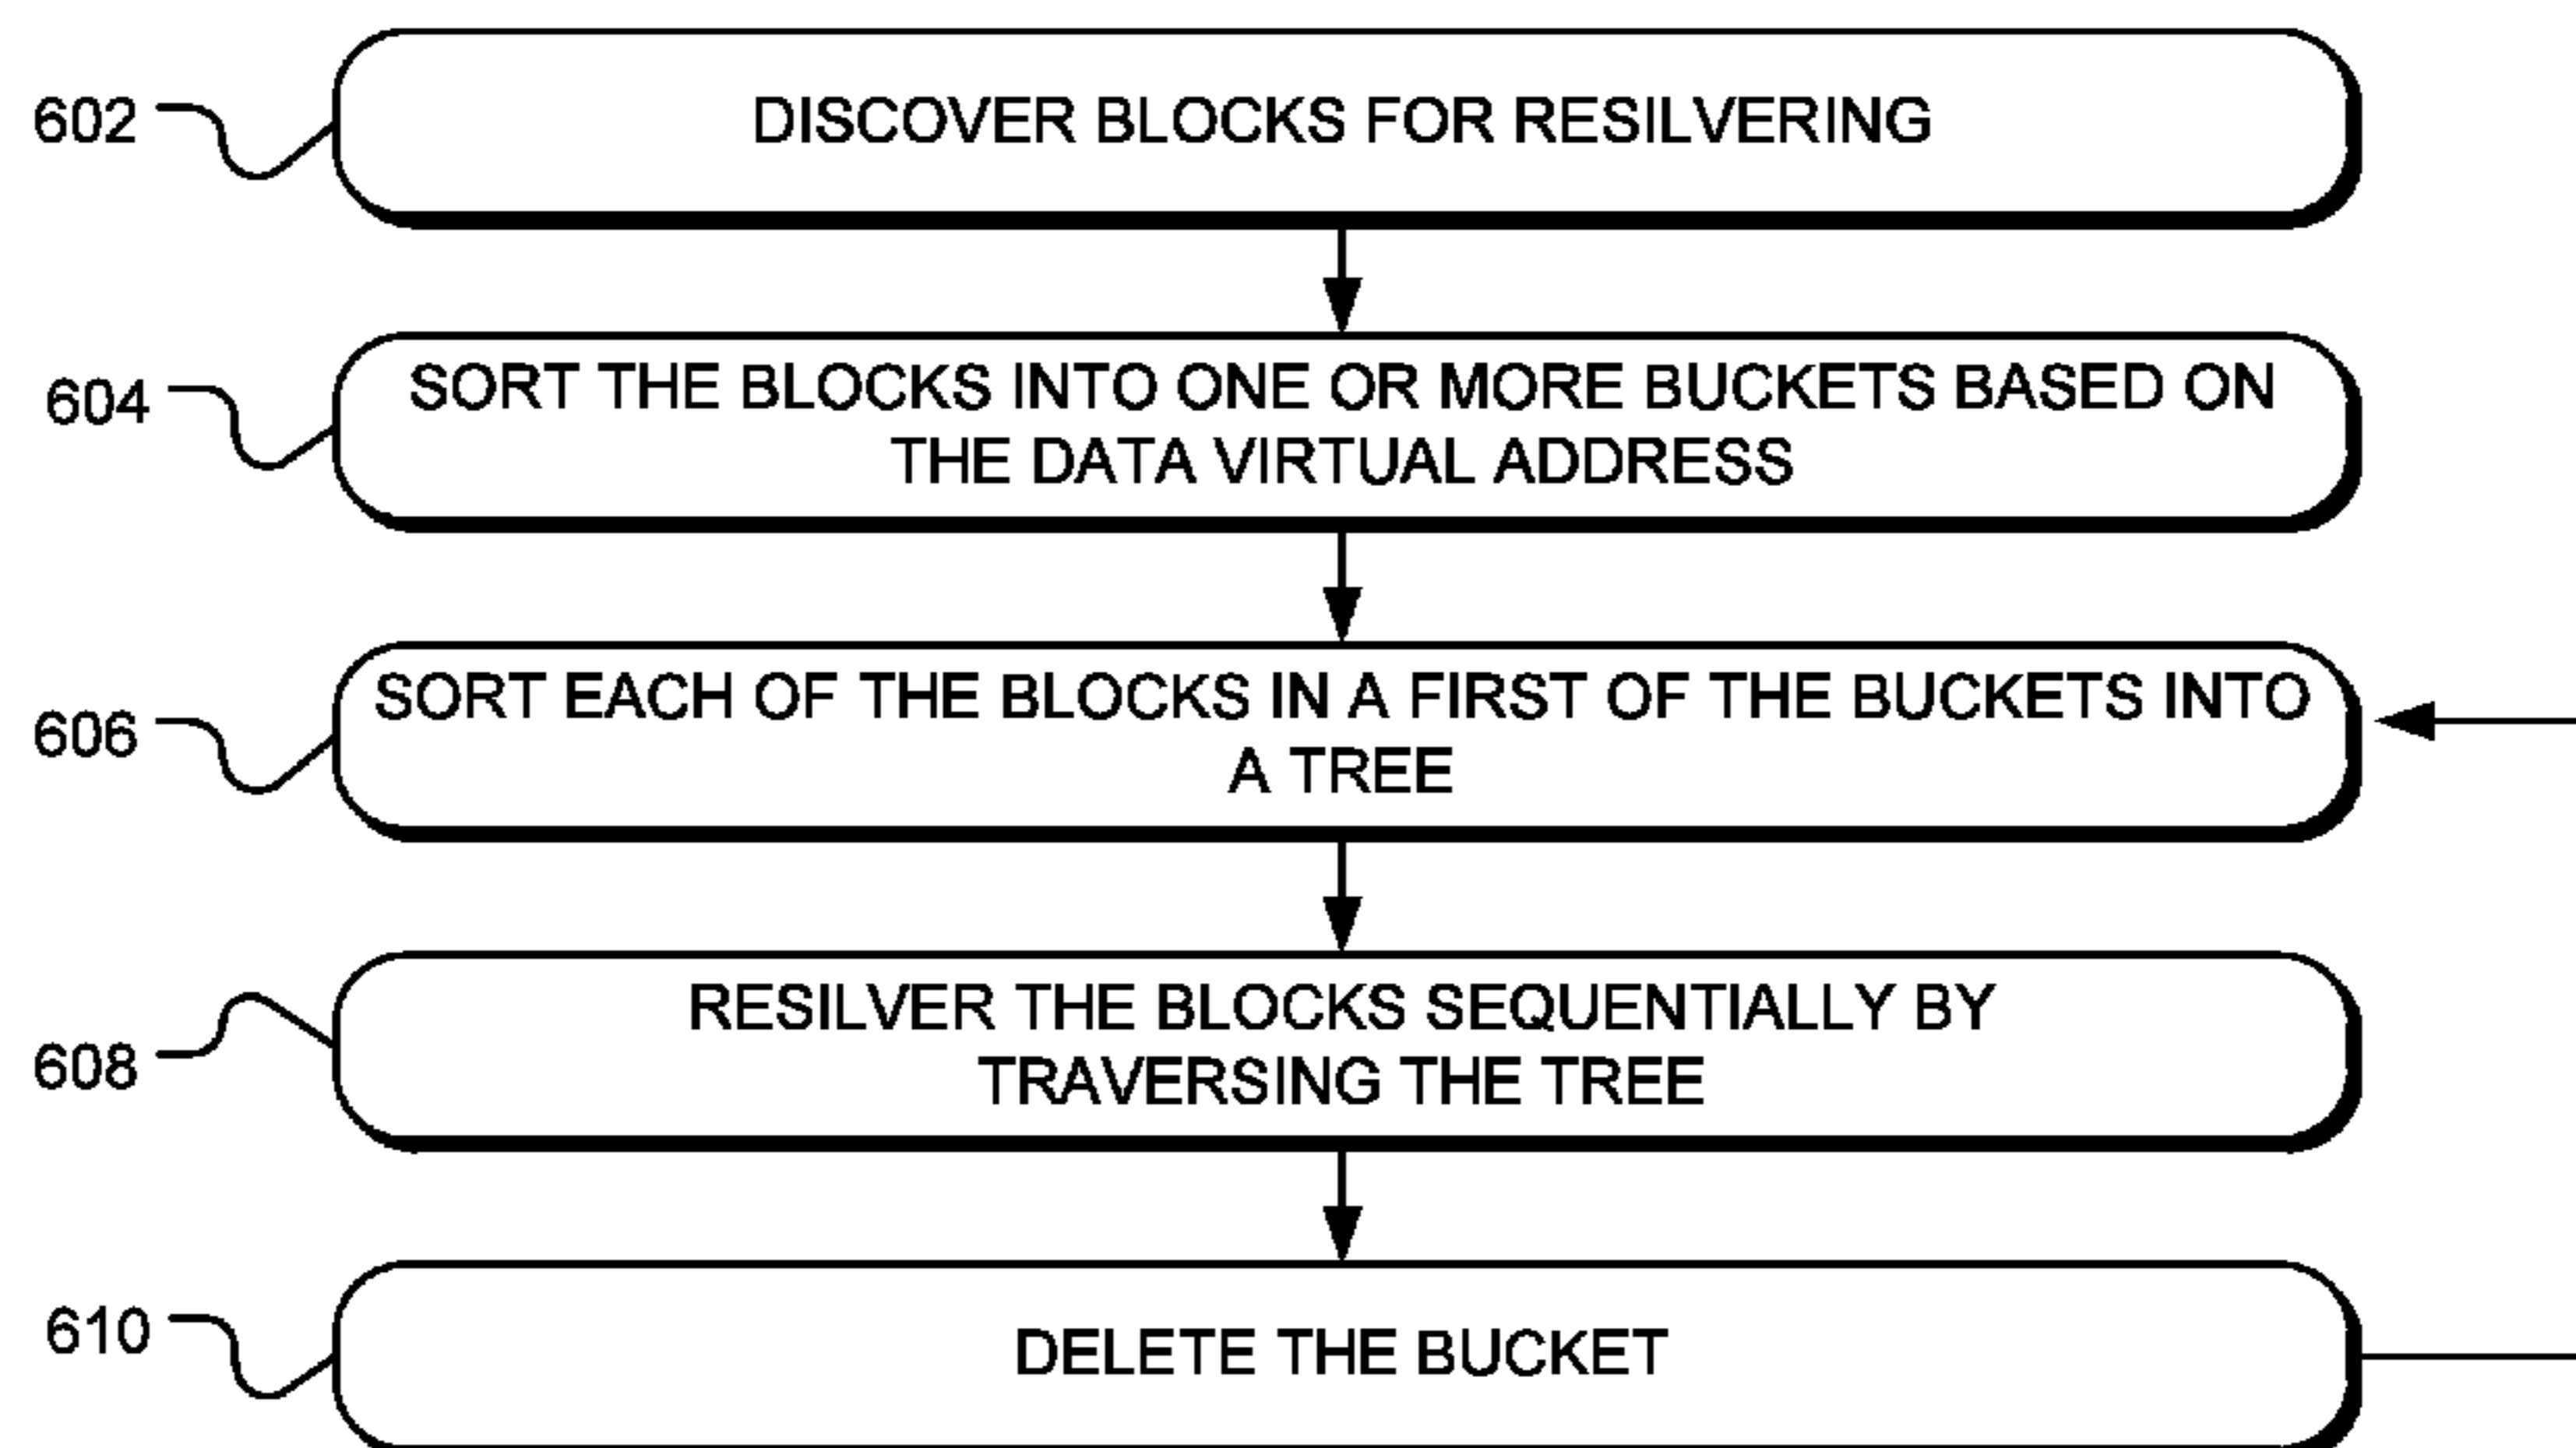 602
DISCOVER BLOCKS FOR RESILVERING
604
SORT THE BLOCKS INTO ONE OR MORE BUCKETS BASED ON
THE DATA VIRTUAL ADDRESS
606
SORT EACH OF THE BLOCKS IN A FIRST OF THE BUCKETS INTO
A TREE
608
RESILVER THE BLOCKS SEQUENTIALLY BY
TRAVERSING THE TREE
610
DELETE THE BUCKET